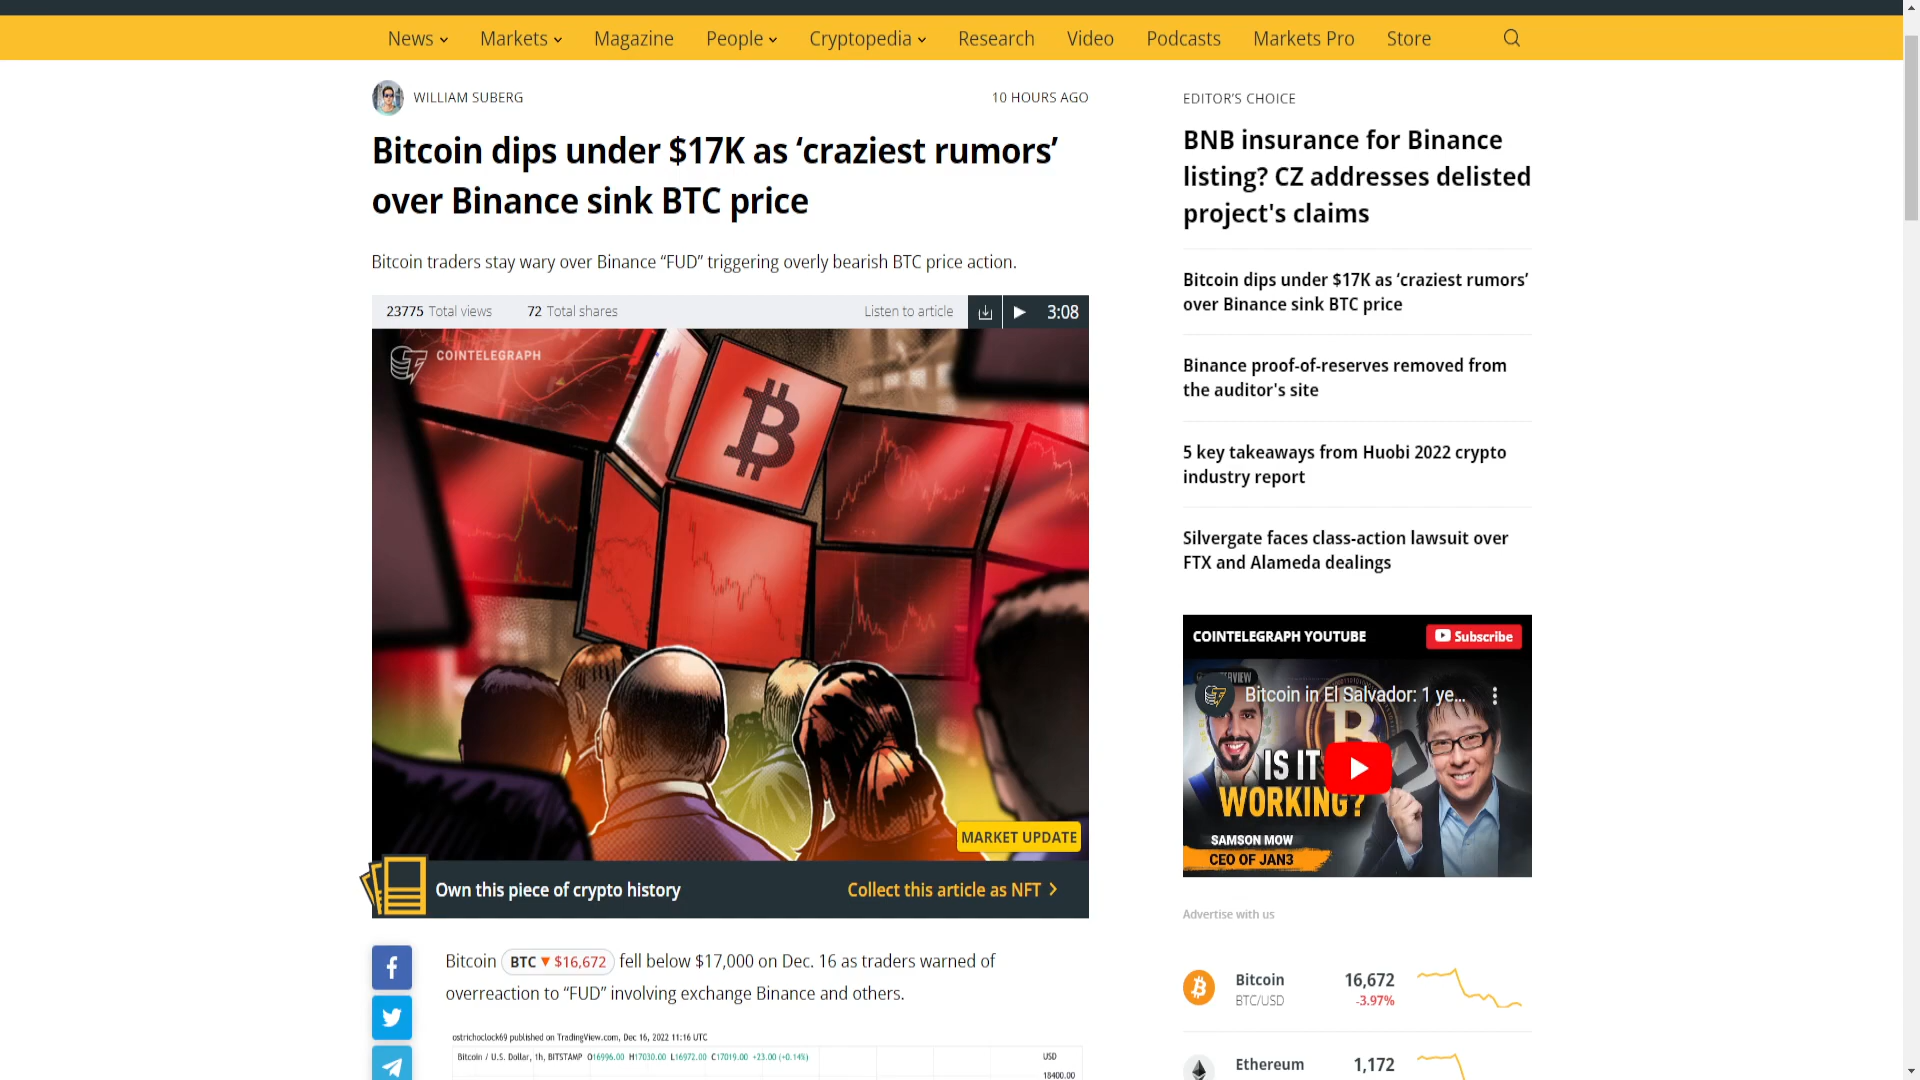 News Markets Magazine People Cryptopedia Research Video Podcasts Markets Pro Store
WILLIAM SUBERG
10 HOURS AGO
Bitcoin dips under $17K as ‘craziest rumors’
over Binance sink BTC price
Bitcoin traders stay wary over Binance “FUD” triggering overly bearish BTC price action.
23775 Total views 72 Total shares Listen to article 3:08
COINTELEGRAPH
MARKET UPDATE
Own this piece of crypto history Collect this article as NFT
Bitcoin BTC ▼ $16,672 fell below $17,000 on Dec. 16 as traders warned of
overreaction to “FUD” involving exchange Binance and others.
ostrichoclock69 published on TradingView.com, Dec 16, 2022 11:16 UTC
Bitcoin / U.S. Dollar, 1h, BITSTAMP O16996.00 H17030.00 L16972.00 C17019.00 +23.00 (+0.14%)
USD
18400.00
EDITOR’S CHOICE
BNB insurance for Binance
listing? CZ addresses delisted
project's claims
Bitcoin dips under $17K as ‘craziest rumors’
over Binance sink BTC price
Binance proof-of-reserves removed from
the auditor's site
5 key takeaways from Huobi 2022 crypto
industry report
Silvergate faces class-action lawsuit over
FTX and Alameda dealings
COINTELEGRAPH YOUTUBE Subscribe
Bitcoin in El Salvador: 1 ye...
IS IT
WORKING?
SAMSON MOW
CEO OF JAN3
Advertise with us
Bitcoin 16,672
BTC/USD -3.97%
Ethereum 1,172